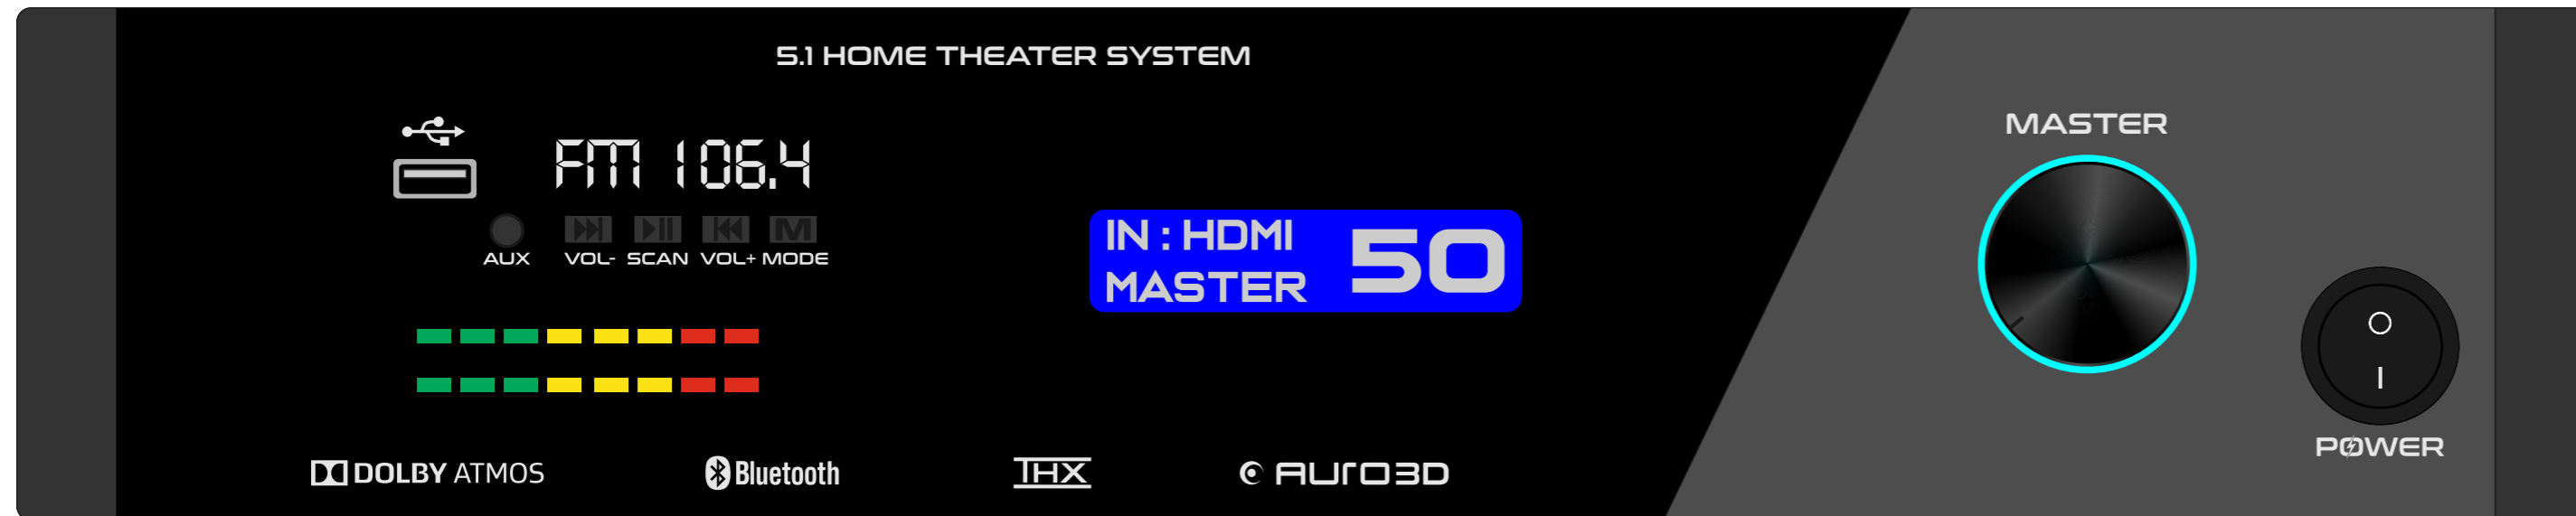 5.1 HOME THEATER SYSTEM
MASTER
FM 106.4
M
AUX VOL- SCAN VOL+ MODE
IN : HDMI
MASTER
50
POWER
DOLBY ATMOS
Bluetooth
THX
AURO3D